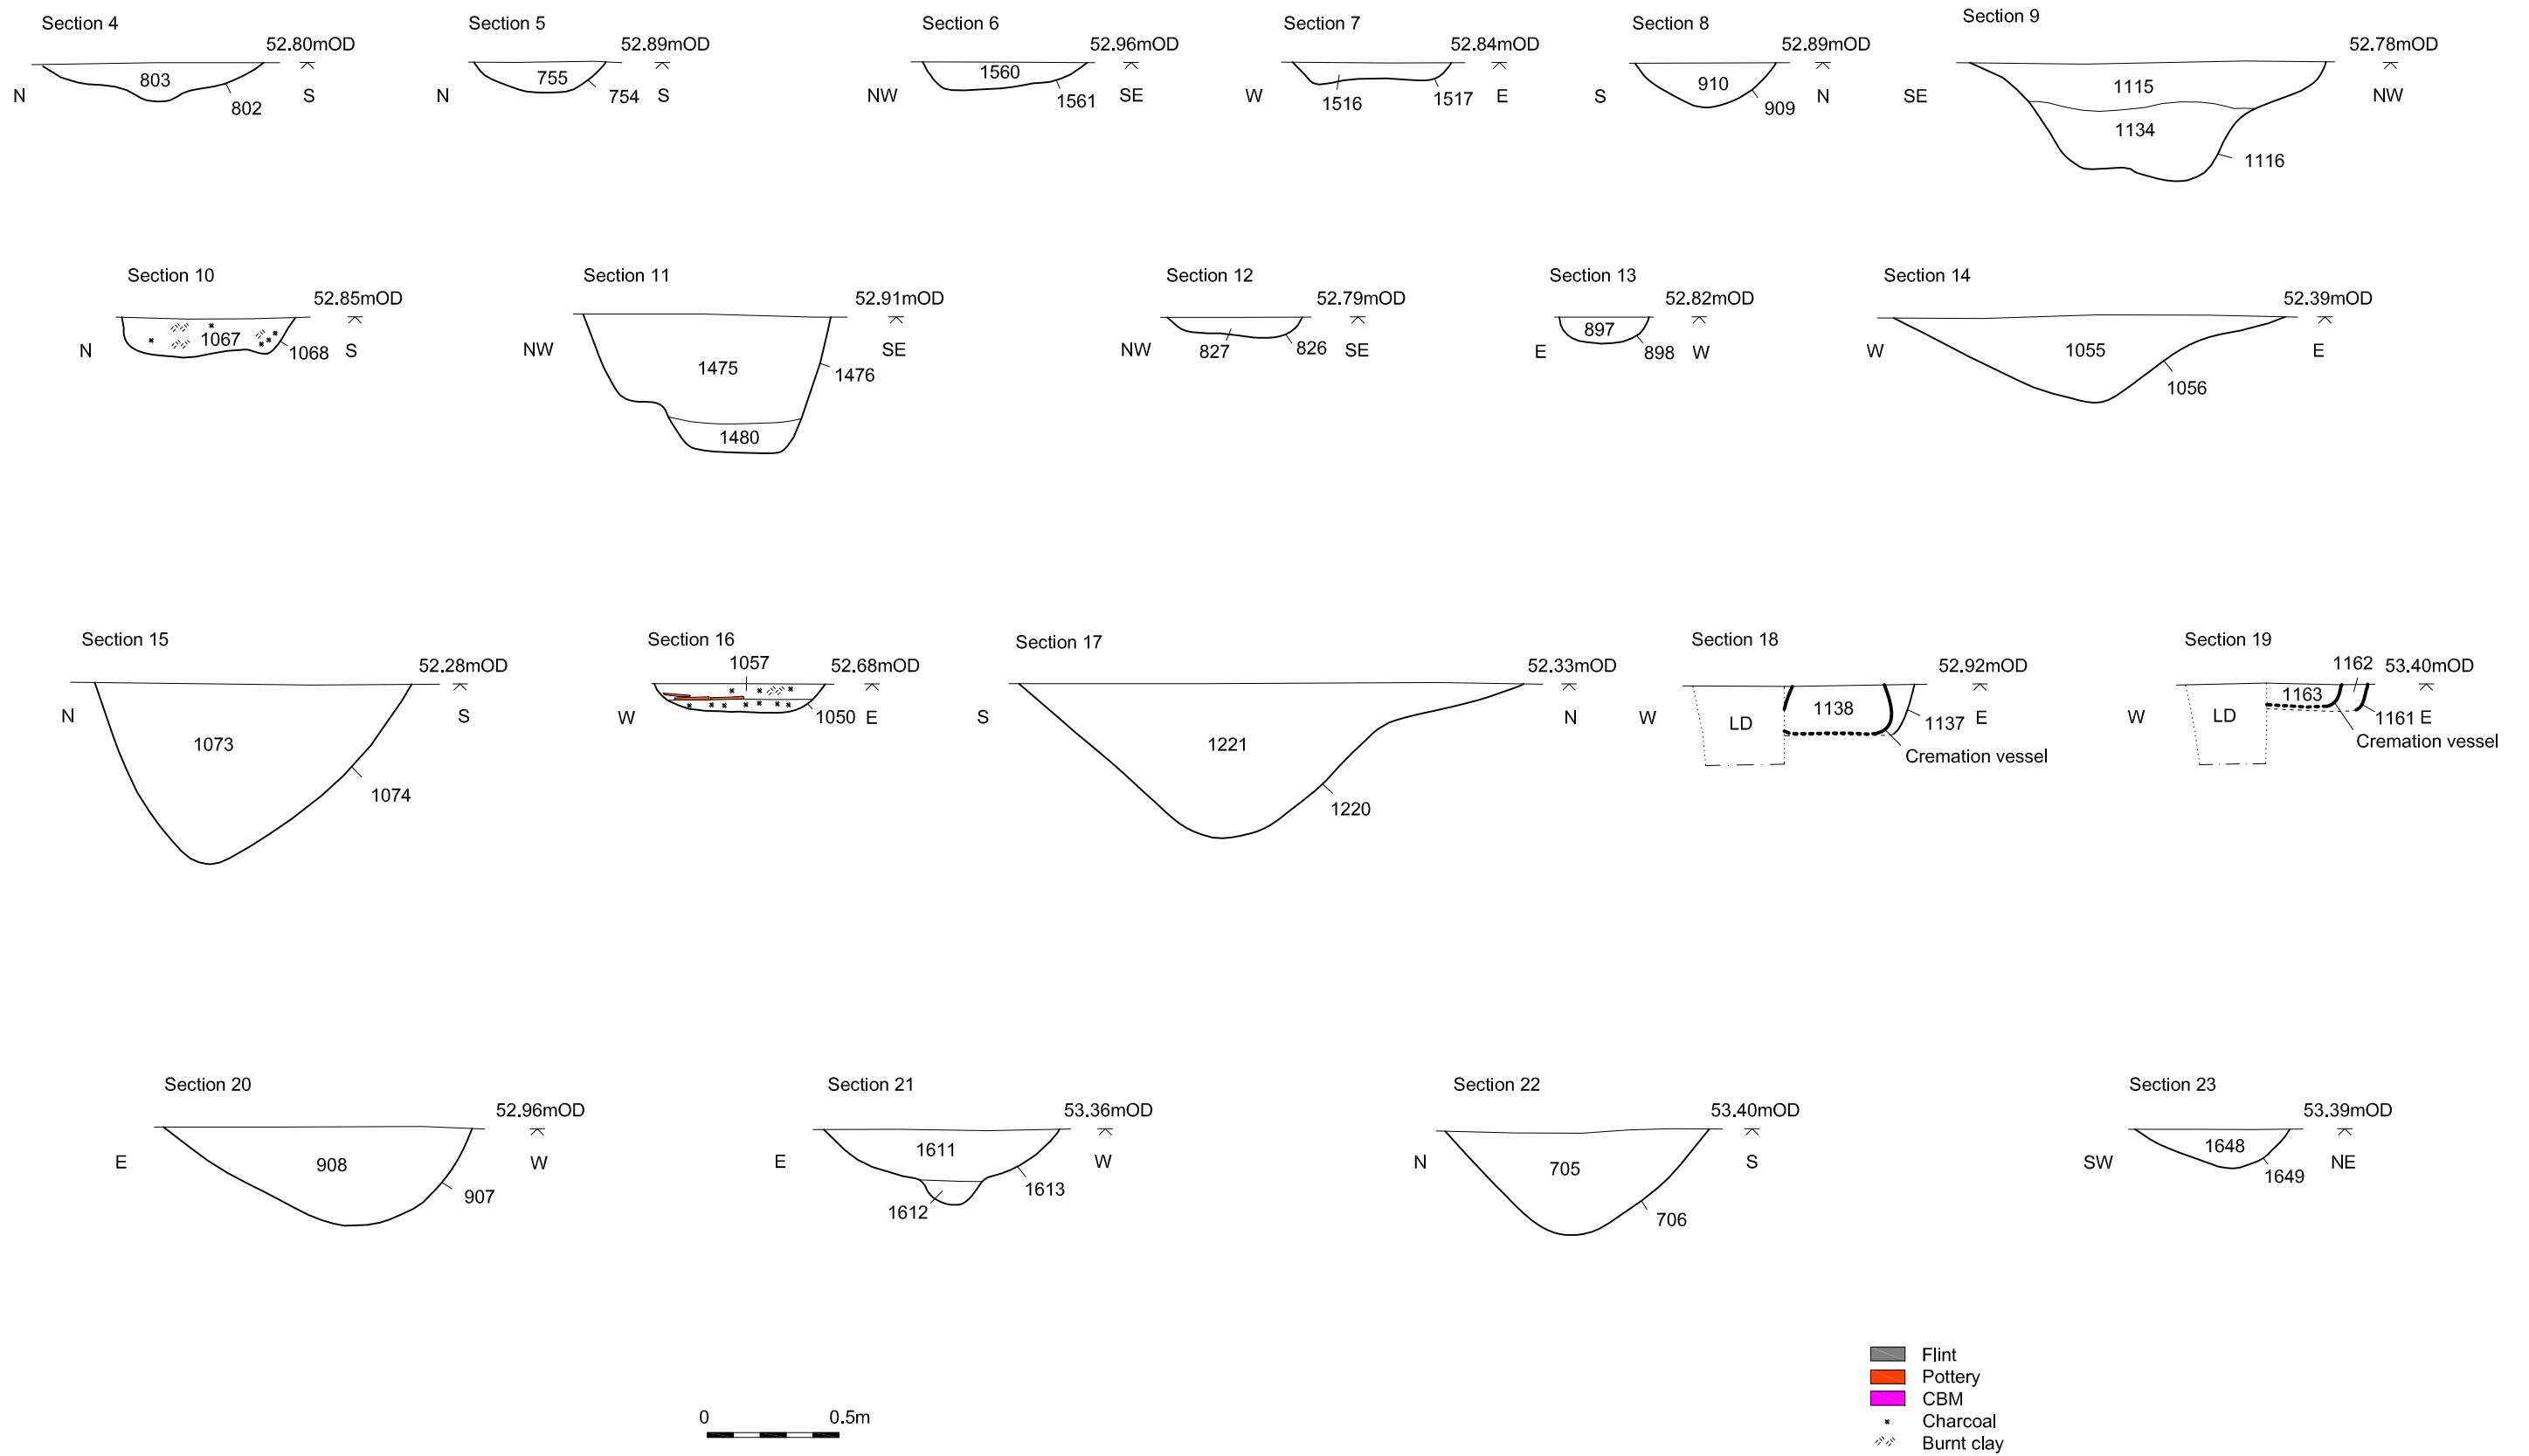 Section 4
52.80mOD
803
N
802
S
Section 5
52.89mOD
755
N
754
S
Section 6
52.96mOD
1560
NW
1561
SE
Section 7
52.84mOD
W
1516
1517
E
Section 8
52.89mOD
910
S
909
N
Section 9
52.78mOD
1115
SE
NW
1134
1116
Section 10
52.85mOD
1067
N
1068
S
Section 11
52.91mOD
NW
SE
1475
1476
1480
Section 12
52.79mOD
NW
827
826
SE
Section 13
52.82mOD
897
E
898
W
Section 14
52.39mOD
W
1055
E
1056
Section 15
52.28mOD
N
S
1073
1074
Section 16
1057
52.68mOD
W
1050
E
Section 17
52.33mOD
S
N
1221
1220
Section 18
52.92mOD
W
LD
1138
1137
E
Cremation vessel
Section 19
1162
53.40mOD
1163
W
LD
1161
E
Cremation vessel
Section 20
52.96mOD
E
908
W
907
Section 21
53.36mOD
1611
E
W
1613
1612
Section 22
53.40mOD
N
705
S
706
Section 23
53.39mOD
1648
SW
1649
NE
0
0.5m
Flint
Pottery
CBM
Charcoal
Burnt clay